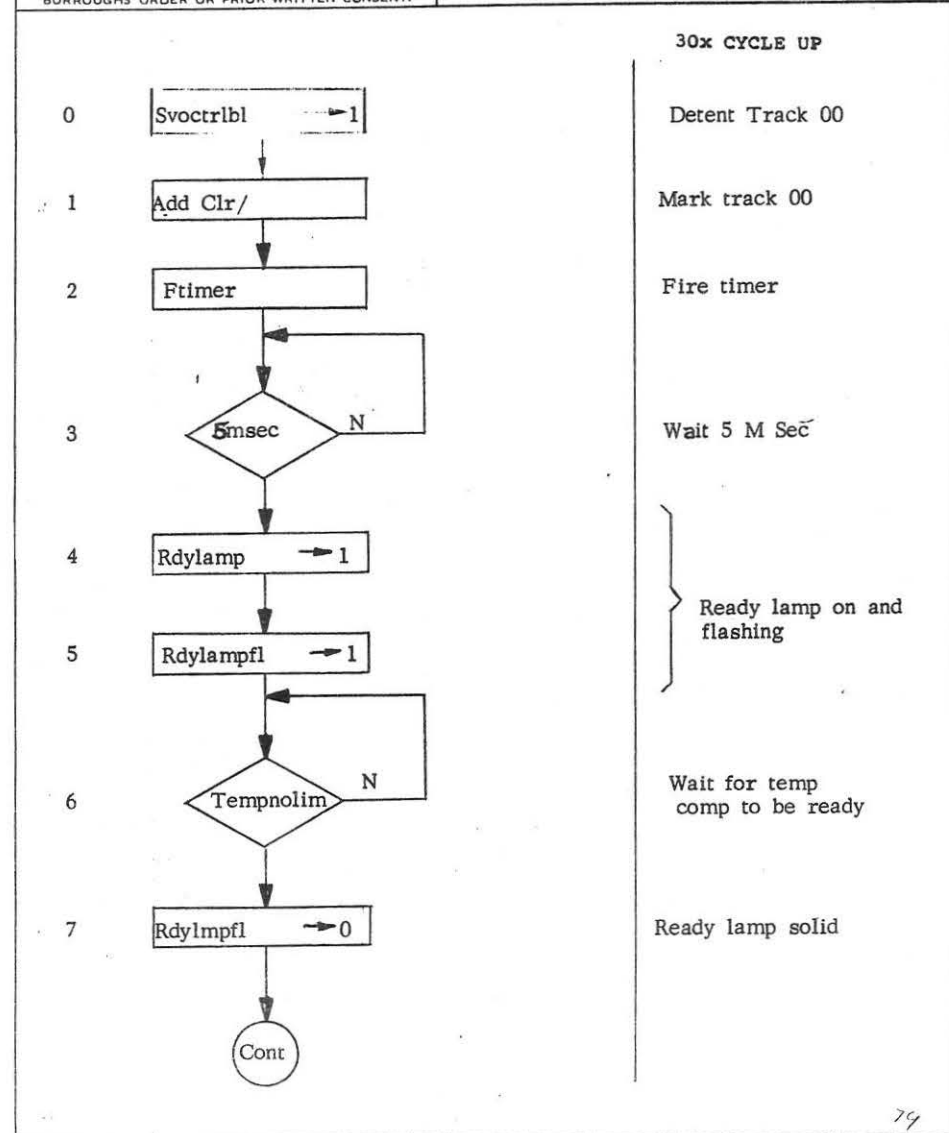 BURROUGHS ORDER OR PRIOR WRITTEN CONSENT.
30x CYCLE UP
0 Svoctrlbl → 1 Detent Track 00
1 Add Clr/ Mark track 00
2 Ftimer Fire timer
3 5msec N Wait 5 M Sec
4 Rdylamp → 1
Ready lamp on and
flashing
5 Rdylampfl → 1
6 Tempnolim N Wait for temp
comp to be ready
7 Rdylmpfl → 0 Ready lamp solid
Cont
79